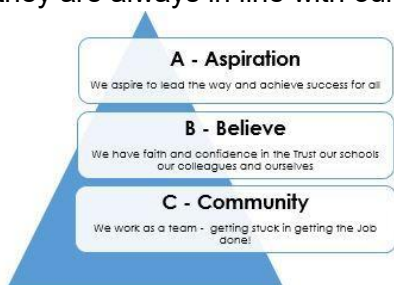 they are always in line with our
A - Aspiration
We aspire to lead the way and achieve success for all
B - Believe
We have faith and confidence in the Trust our schools
our colleagues and ourselves
C - Community
We work as a team - getting stuck in getting the Job
done!